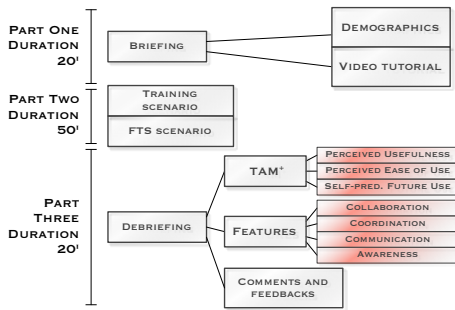 PART ONE
DURATION
20'
BRIEFING
DEMOGRAPHICS
VIDEO TUTORIAL
PART TWO
DURATION
50'
TRAINING
SCENARIO
FTS SCENARIO
PART
THREE
DURATION
20'
DEBRIEFING
TAM+
PERCEIVED USEFULNESS
PERCEIVED EASE OF USE
SELF-PRED. FUTURE USE
FEATURES
COLLABORATION
COORDINATION
COMMUNICATION
AWARENESS
COMMENTS AND
FEEDBACKS